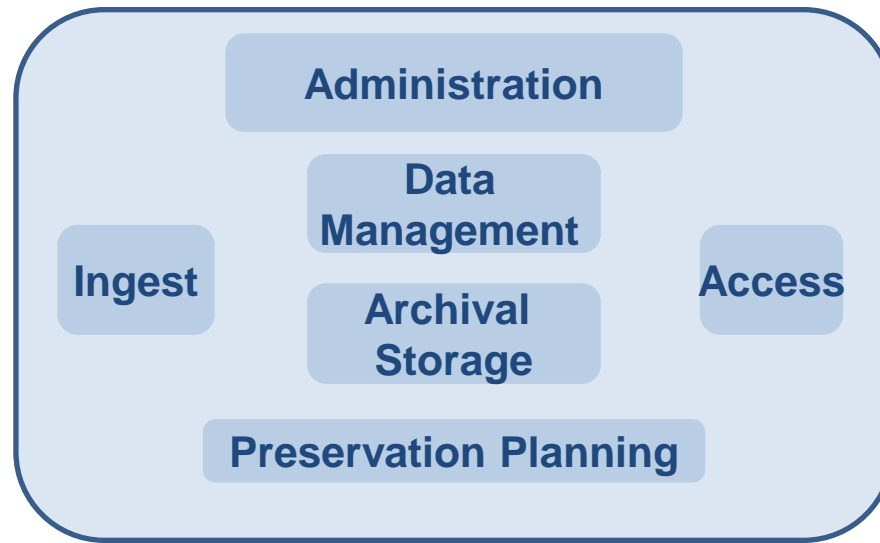 Administration
Data
Management
Ingest
Access
Archival
Storage
Preservation Planning